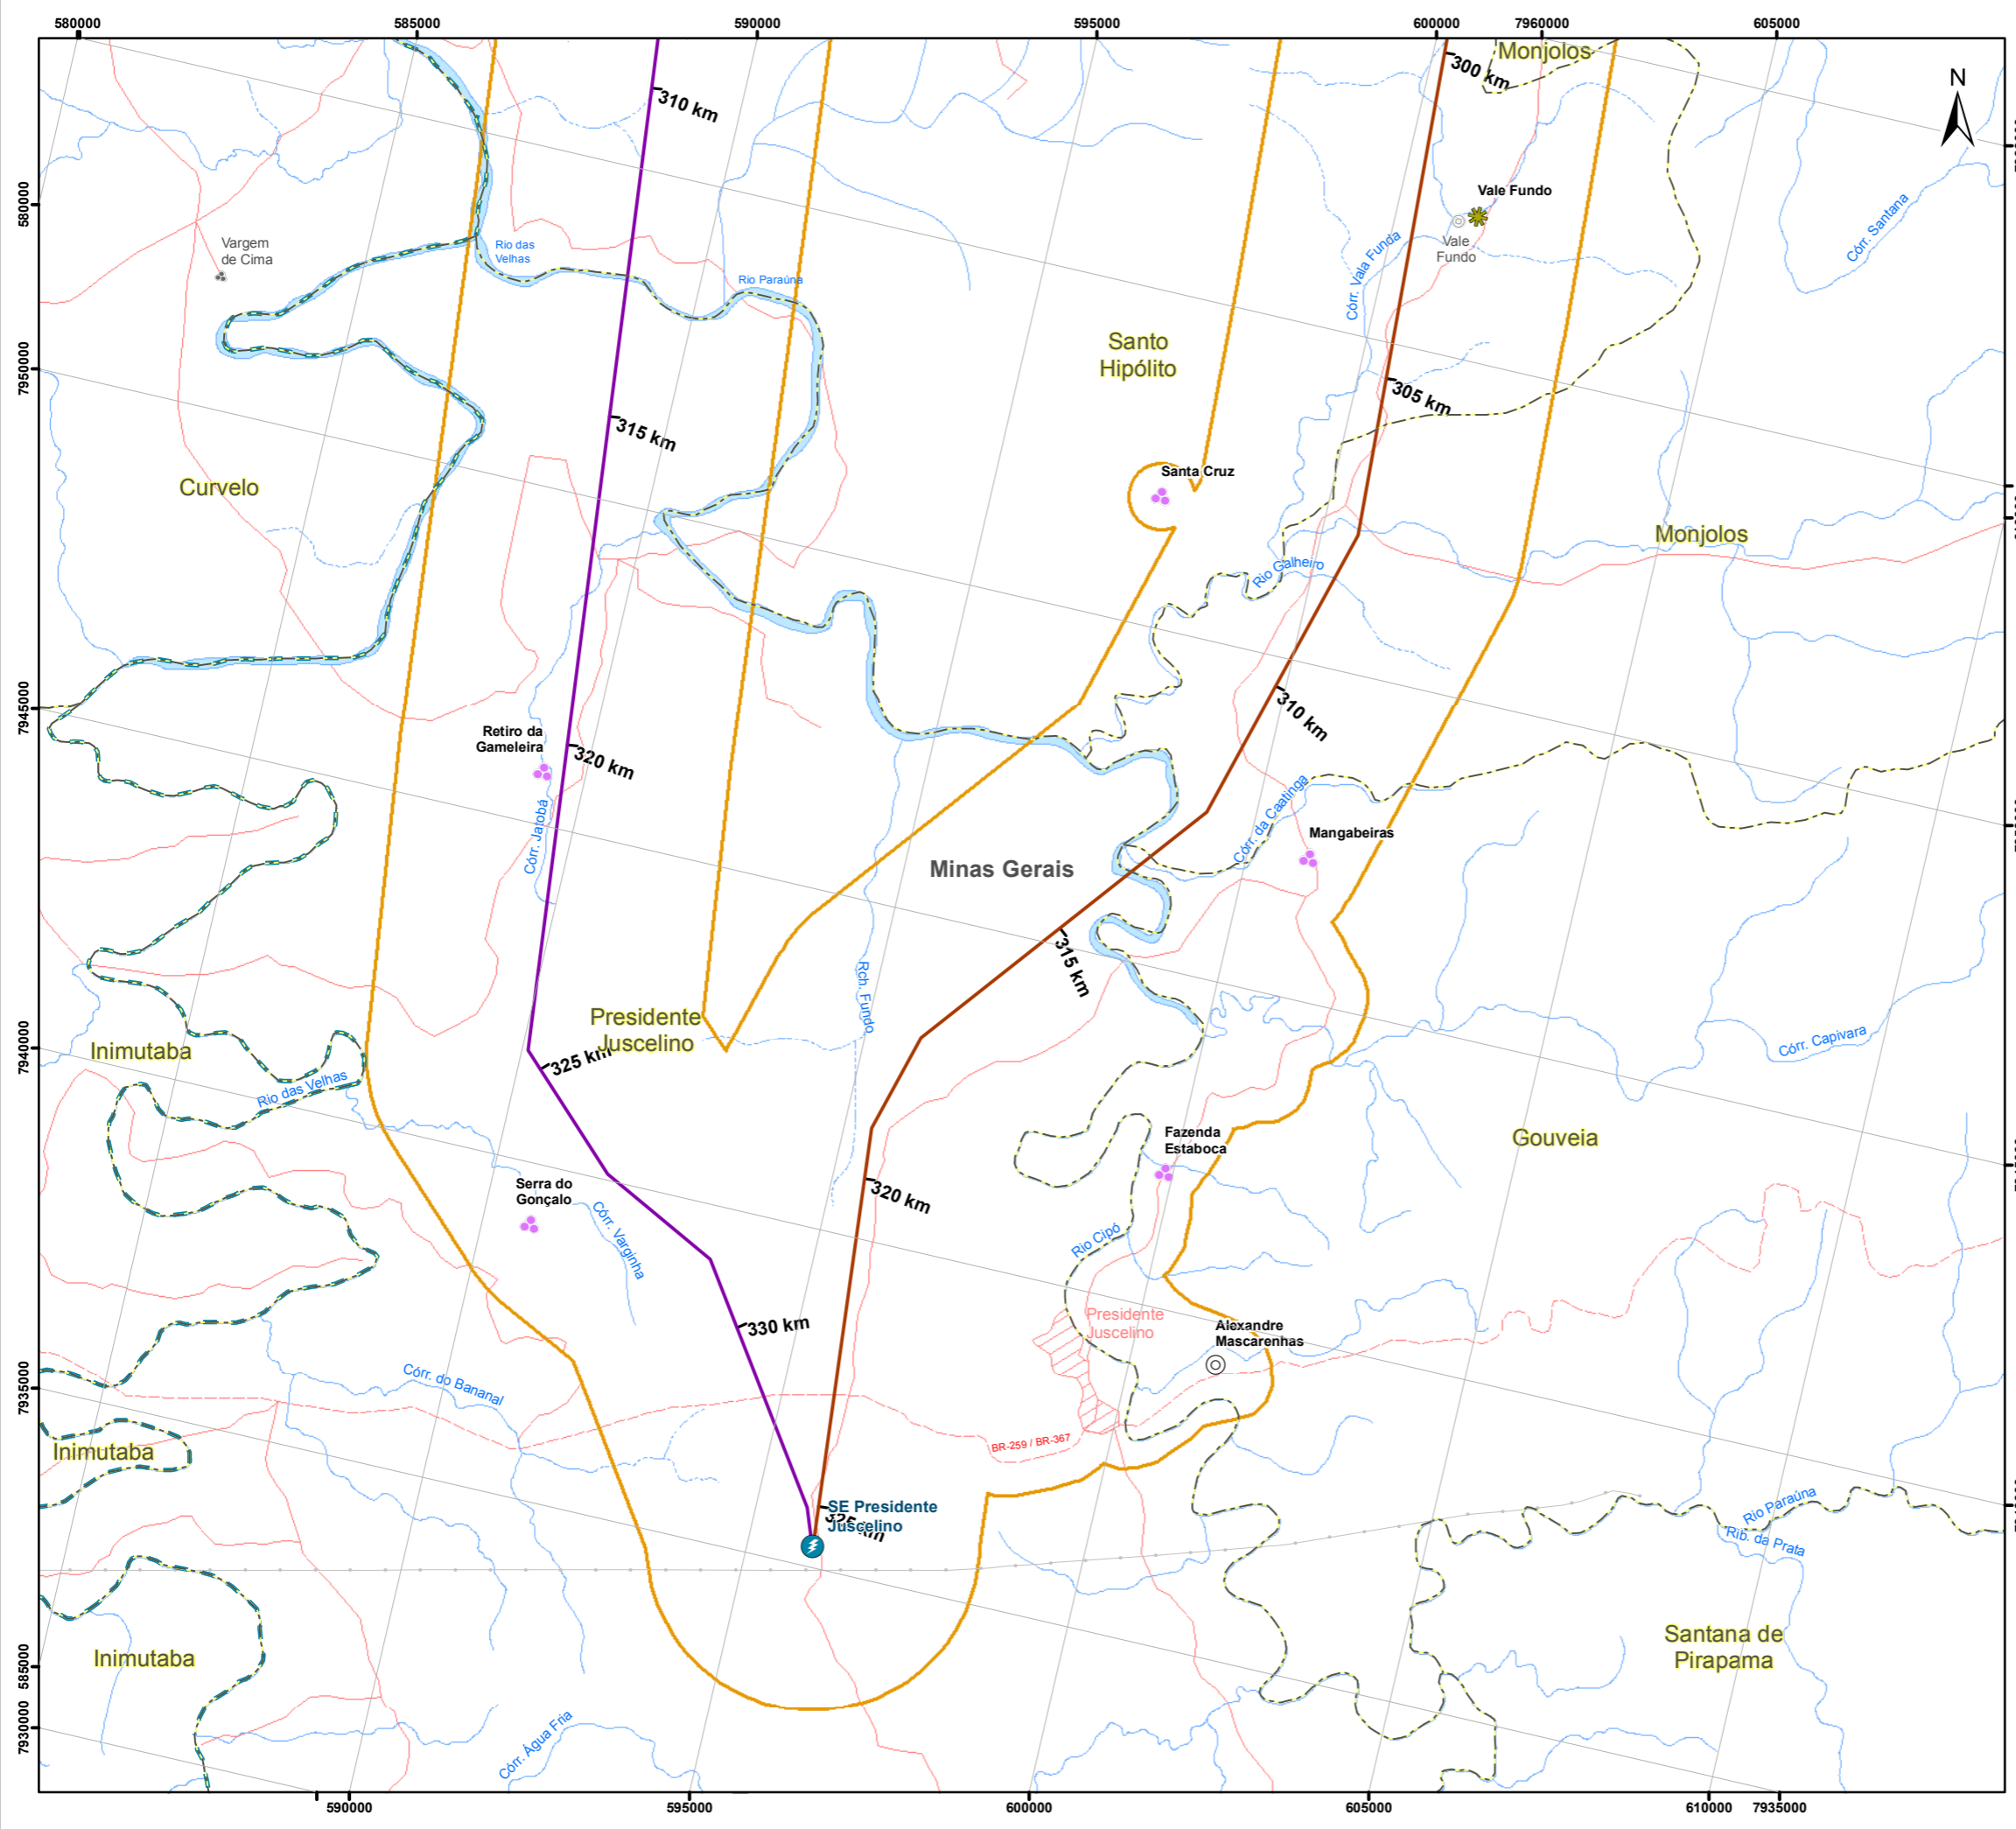 580000
585000
590000
595000
600000
7960000
605000
Monjolos
300 km
N
310 km
580000
Vale Fundo
Vale
Fundo
Córr. Santana
Córr. Vala Funda
Vargem
de Cima
Rio das
Velhas
Rio Paraúna
Santo
Hipólito
7950000
305 km
315 km
Santa Cruz
Curvelo
Monjolos
Rio Galheiro
7945000
310 km
Retiro da
Gameleira
320 km
Córr. Jatobá
Córr. da Caatinga
Mangabeiras
Minas Gerais
315 km
Rch. Fundo
Presidente
Juscelino
7940000
Inimutaba
325 km
Córr. Capivara
Rio das Velhas
Gouveia
Fazenda
Estaboca
320 km
Serra do
Gonçalo
Córr. Varginha
Rio Cipó
Presidente
Juscelino
330 km
Alexandre
Mascarenhas
7935000
Córr. do Bananal
BR-259 / BR-367
Inimutaba
SE Presidente
Juscelino
325 km
Rio Paraúna
Rib. da Prata
Santana de
Pirapama
Inimutaba
585000
7930000
Córr. Água Fria
590000
595000
600000
605000
610000
7935000